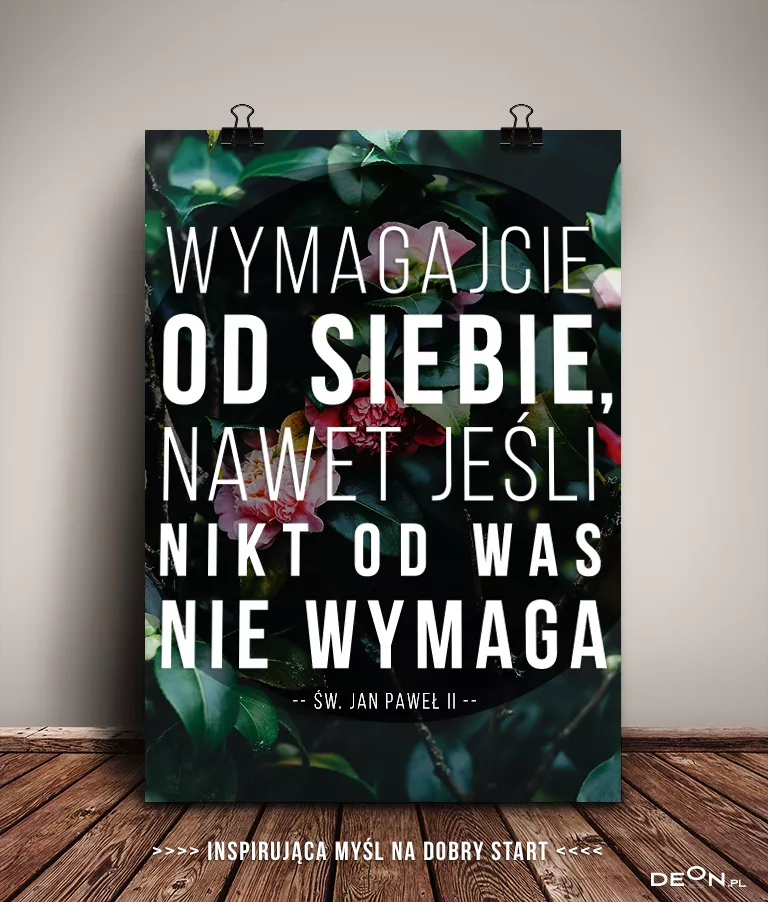 WYMAGAJCIE
OD SIEBIE,
NAWET JEŚLI
NIKT OD WAS
NIE WYMAGA
-- ŚW. JAN PAWEŁ II --
>>>> INSPIRUJĄCA MYŚL NA DOBRY START <<<<
DEON.PL